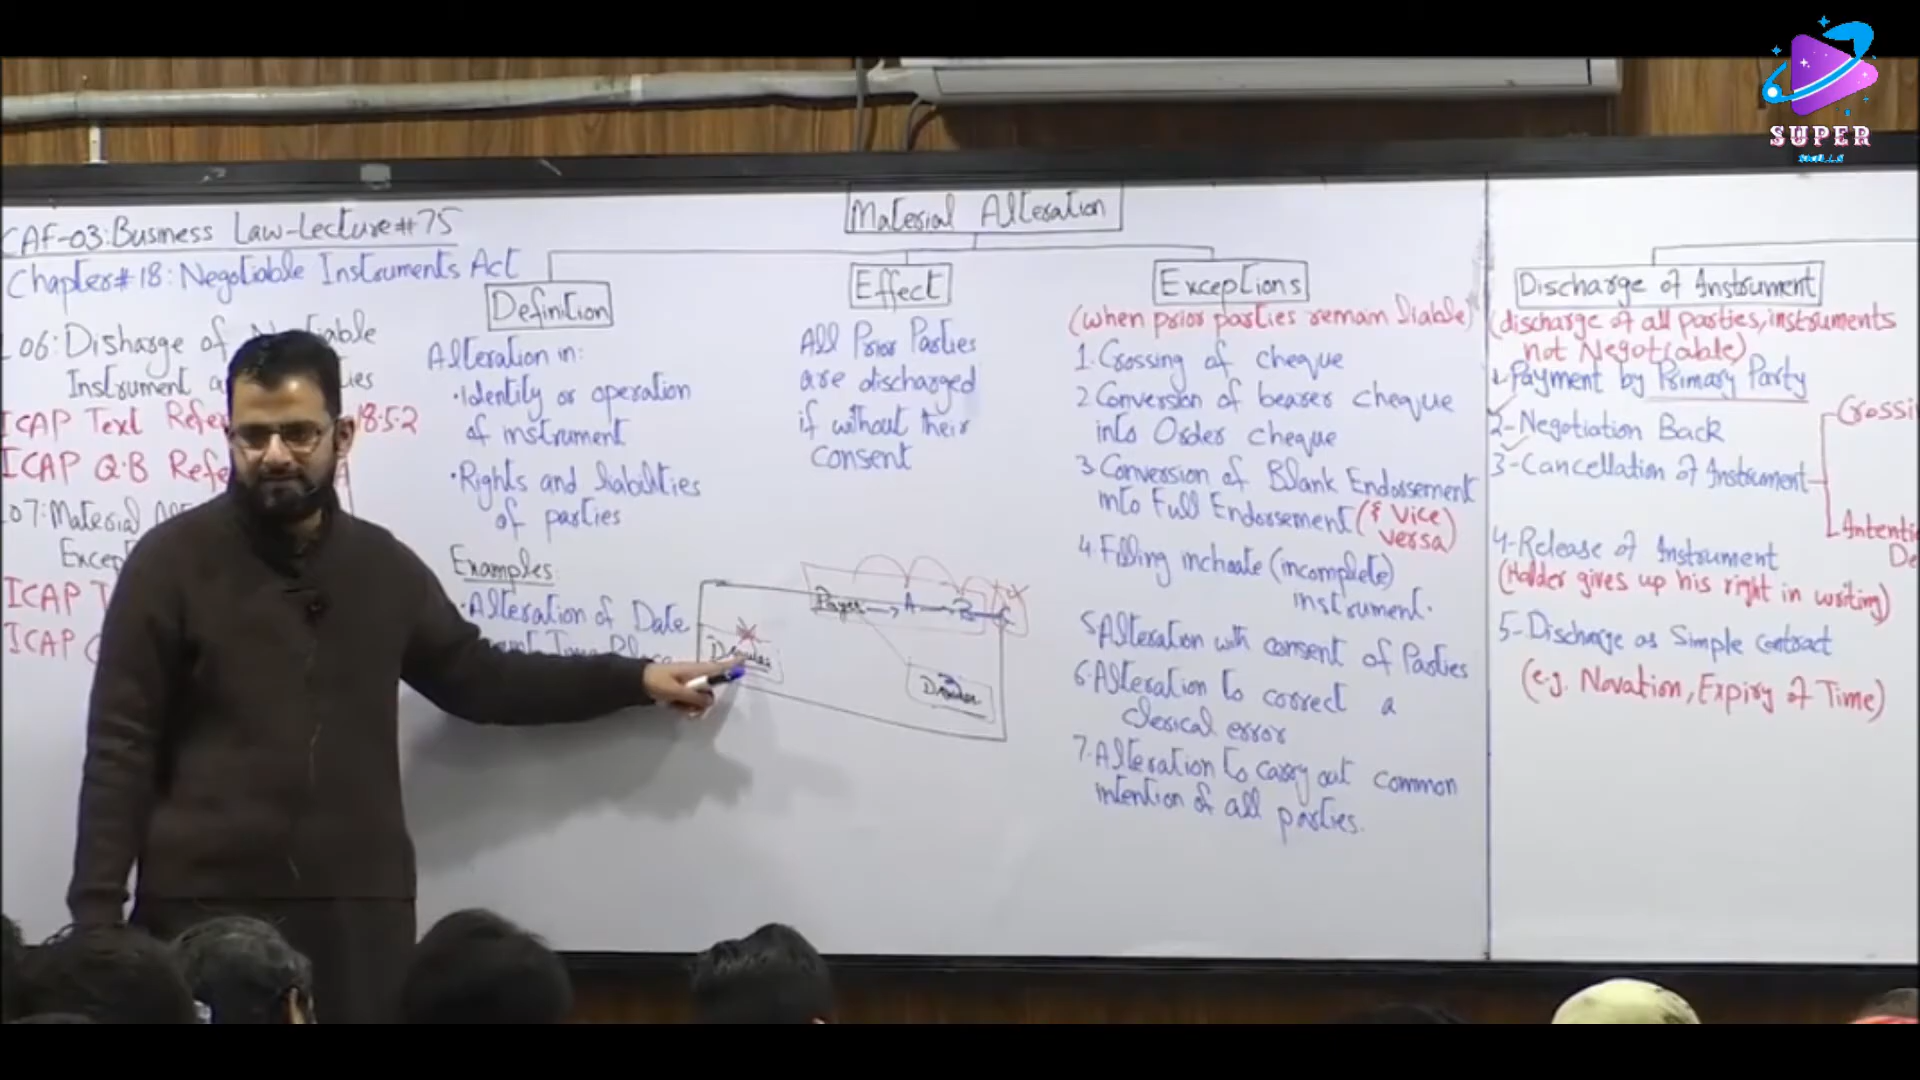 SUPER
SKILLS
CAF-03: Business Law-Lecture#75
Chapter#18: Negotiable Instruments Act
06: Disharge of
Instrument
ICAP Text 18.5.2
ICAP Q.B
07: Material
ICAP
ICAP
Material Alteration
Definition
Alteration in:
·Identity or operation
of instrument
·Rights and liabilities
of parties
Examples
·Alteration of Date
Effect
All Prior Parties
are discharged
if without their
consent
Payee → A → B → C
Drawee
Drawer
Exceptions
(when prior parties remain liable)
1. Crossing of cheque
2 Conversion of bearer cheque
into Order cheque
3. Conversion of Blank Endorsement
into Full Endorsement (& Vice
versa)
4. Filling inchoate (incomplete)
instrument.
5. Alteration with consent of Parties
6. Alteration to correct a
clerical error
7. Alteration to carry out common
intention of all parties.
Discharge of Instrument
(discharge of all parties, instruments
not Negotiable)
1- Payment by Primary Party
2- Negotiation Back
3- Cancellation of Instrument
4- Release of Instrument
(Holder gives up his right in writing)
5- Discharge as Simple contract
(e.g. Novation, Expiry of Time)